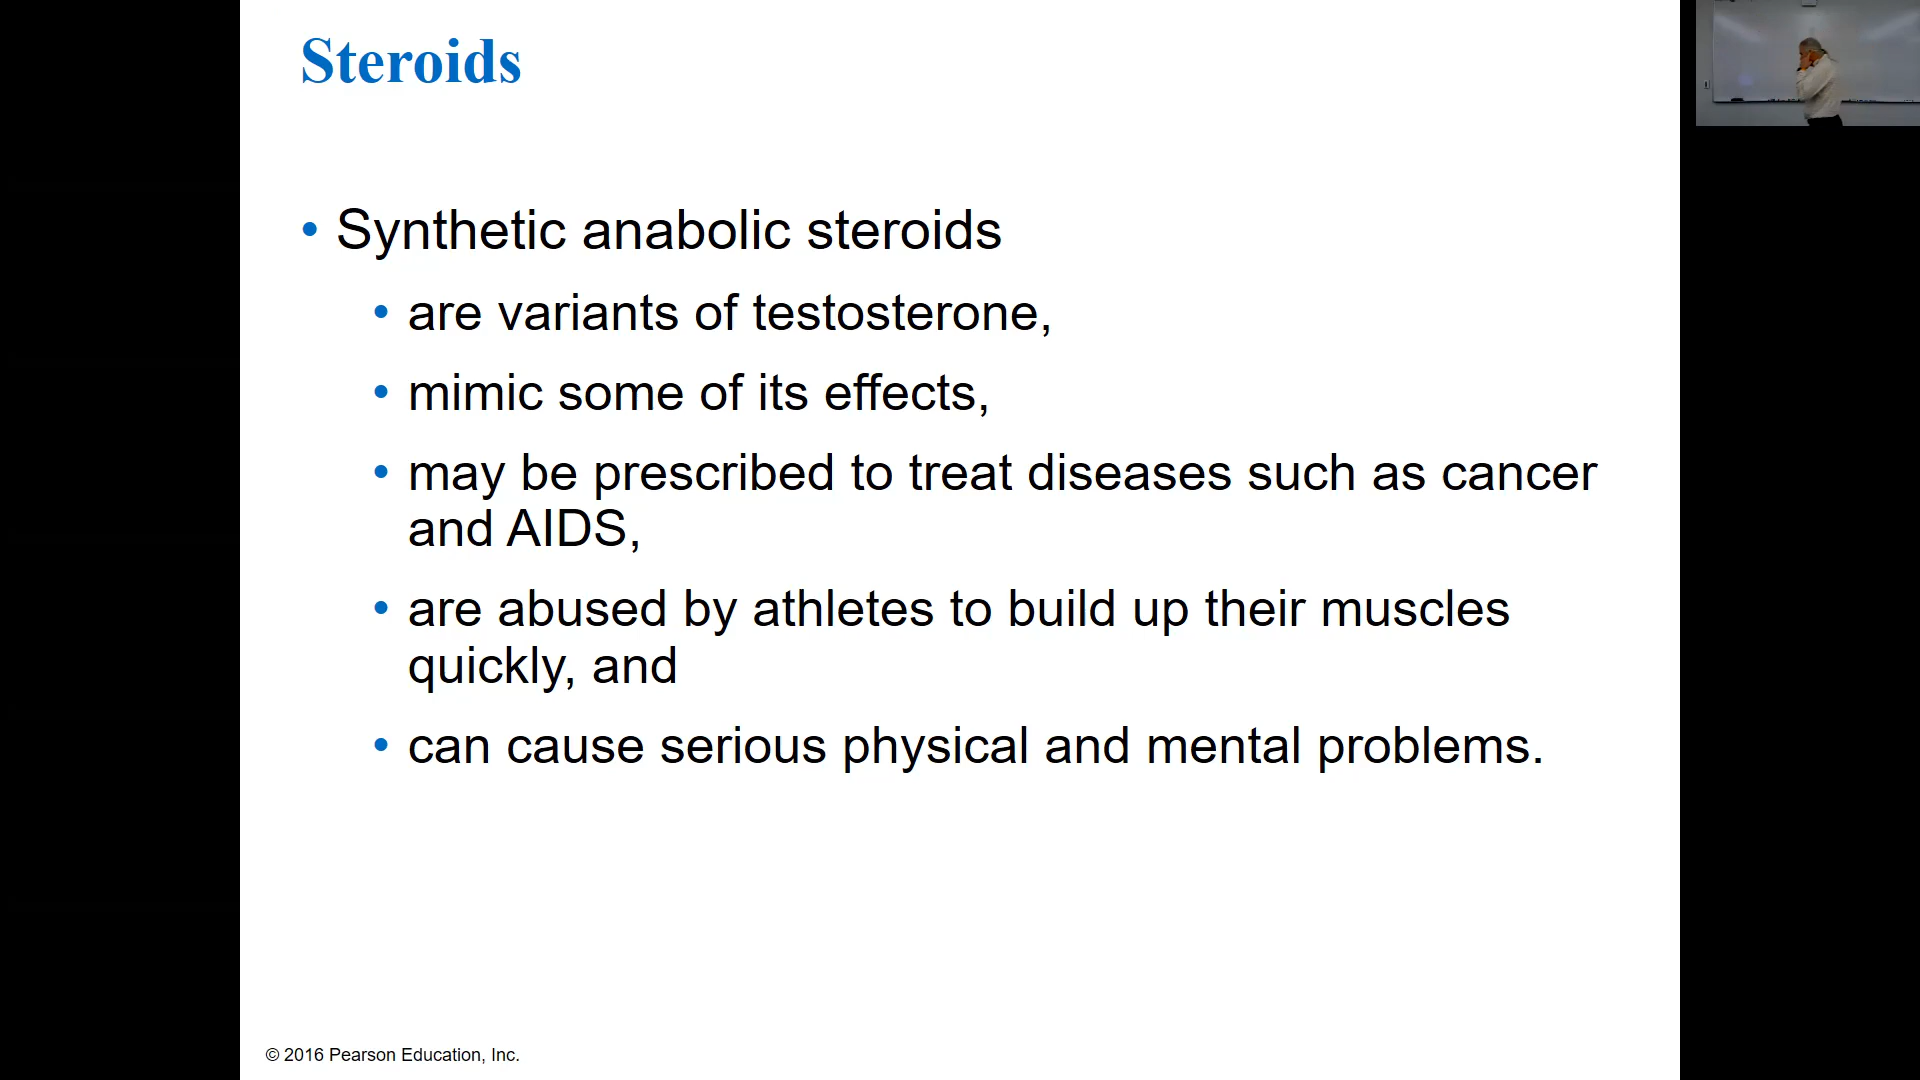 Steroids
• Synthetic anabolic steroids
• are variants of testosterone,
• mimic some of its effects,
• may be prescribed to treat diseases such as cancer
and AIDS,
• are abused by athletes to build up their muscles
quickly, and
• can cause serious physical and mental problems.
© 2016 Pearson Education, Inc.